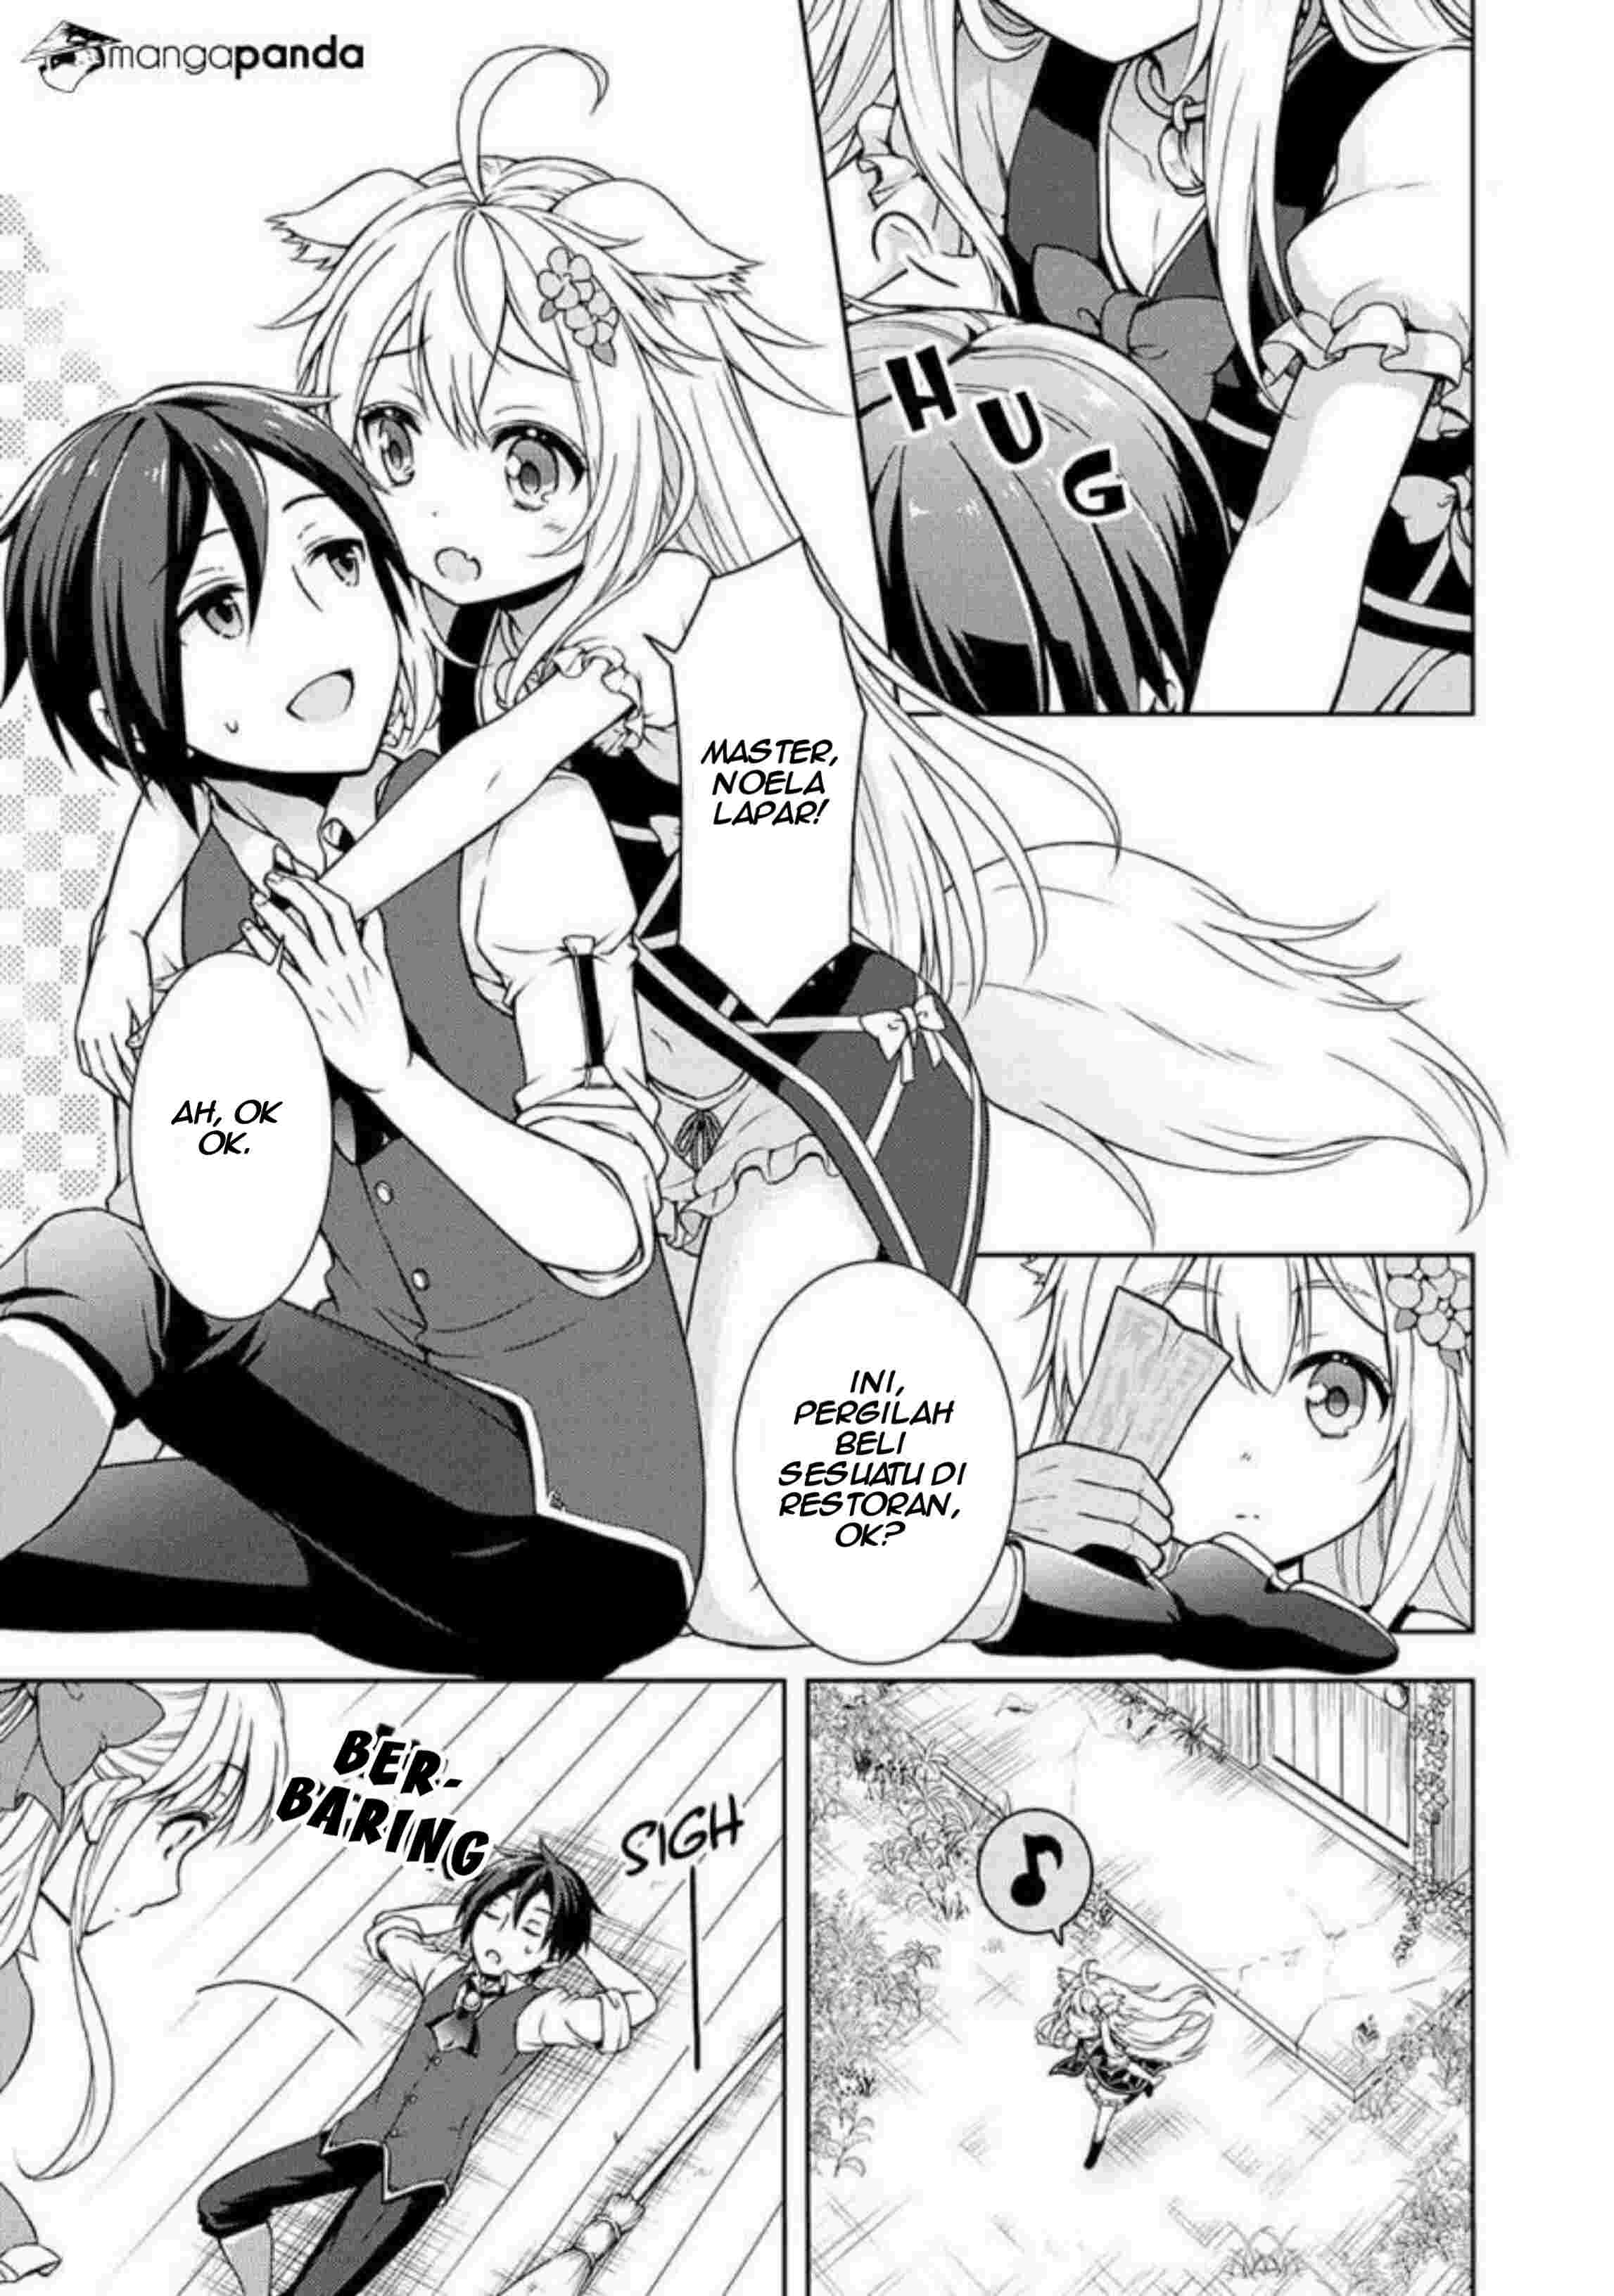 mangapanda
HUG
MASTER,
NOELA
LAPAR!
AH, OK
OK.
INI,
PERGILAH
BELI
SESUATU DI
RESTORAN,
OK?
BER-
BARING
SIGH